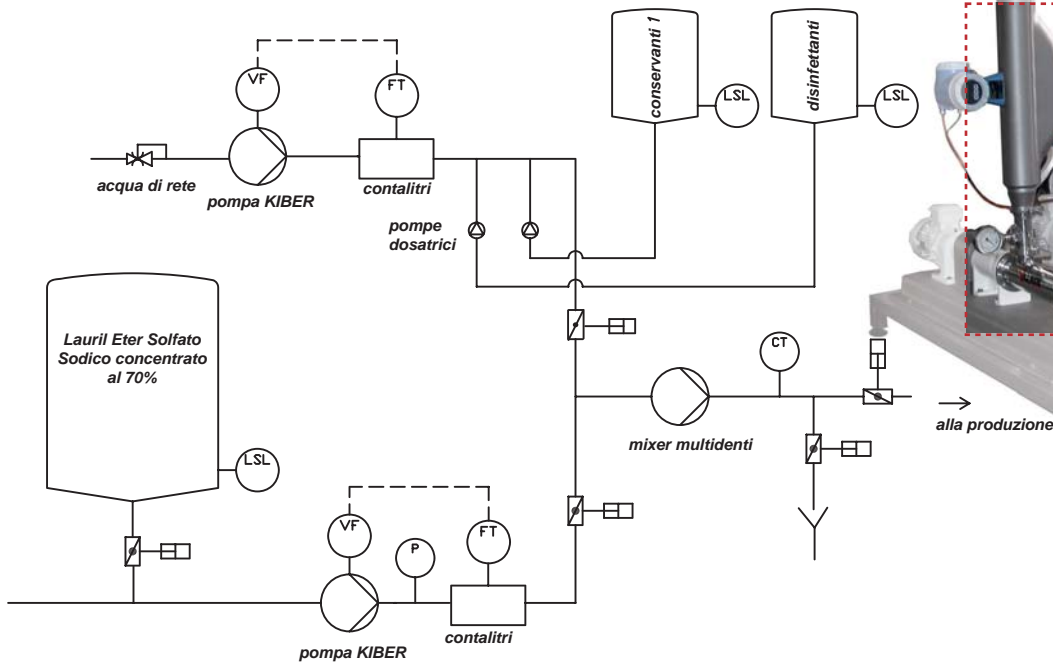 conservanti 1
disinfettanti
VF
FT
LSL
LSL
acqua di rete
pompa KIBER
contalitri
pompe
dosatrici
Lauril Eter Solfato
Sodico concentrato
al 70%
CT
mixer multidenti
alla produzione
LSL
VF
P
FT
contalitri
pompa KIBER